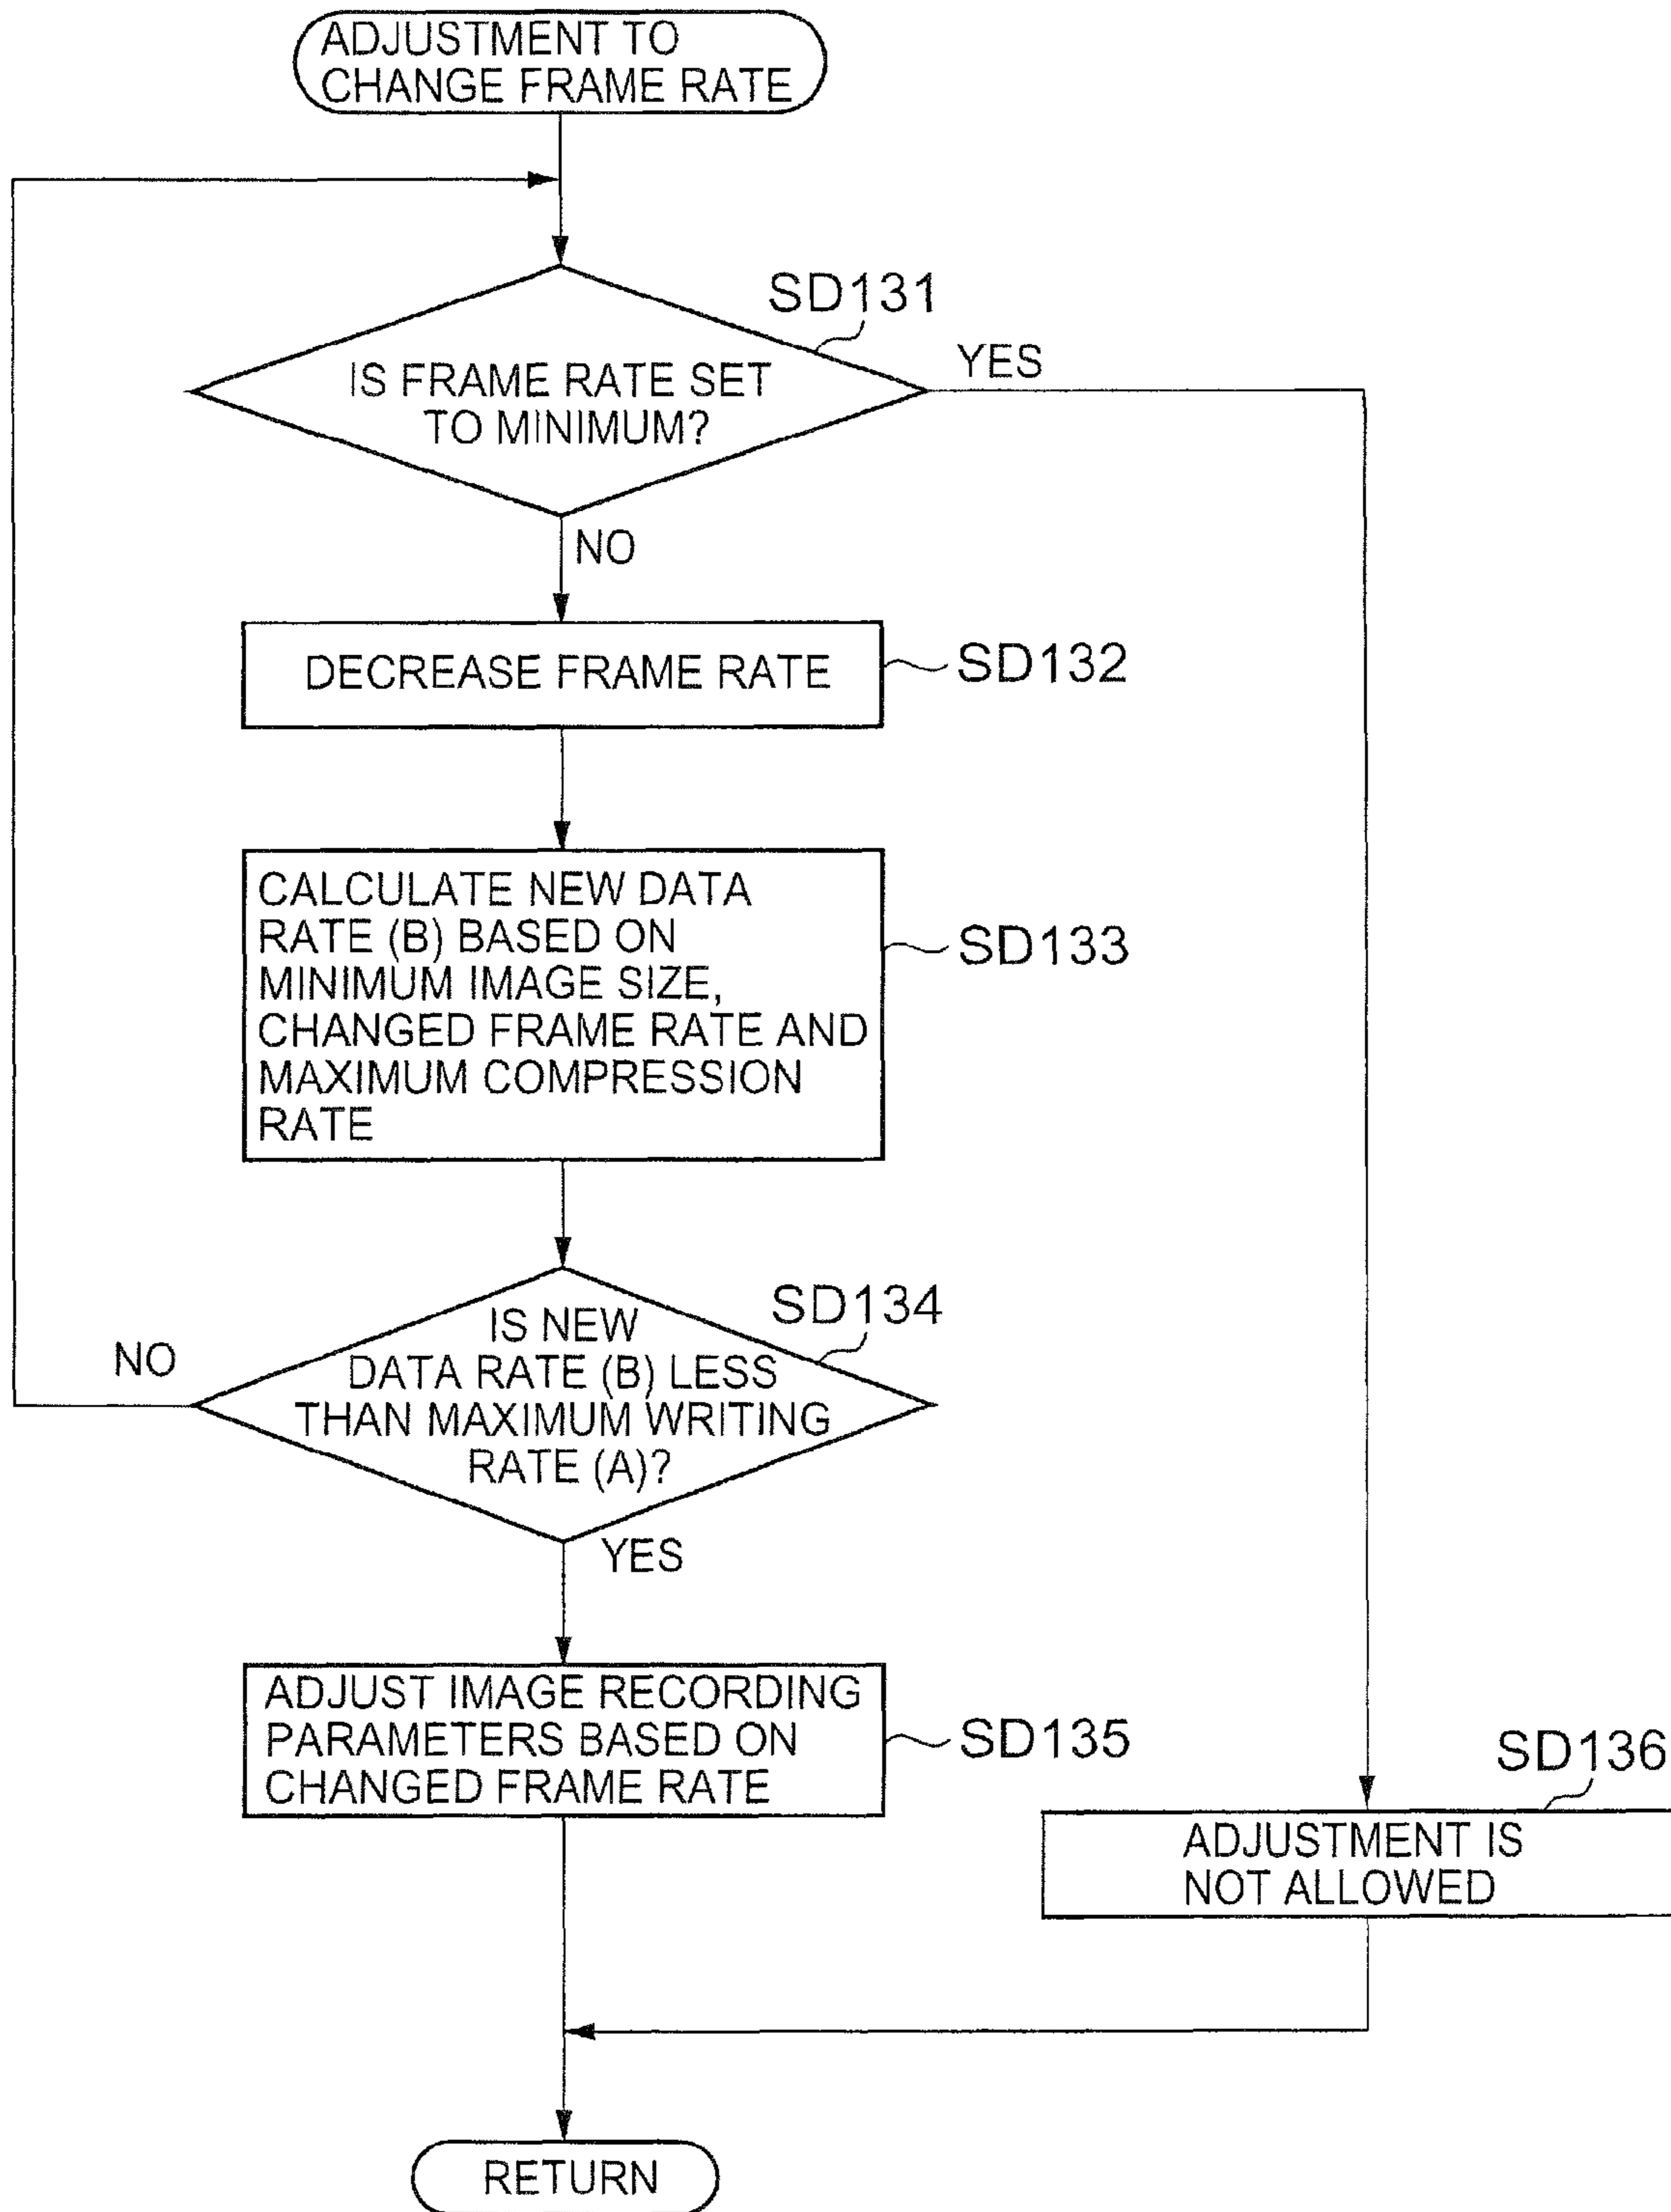 ADJUSTMENT TO
CHANGE FRAME RATE
SD131
IS FRAME RATE SET
TO MINIMUM?
YES
NO
DECREASE FRAME RATE
SD132
CALCULATE NEW DATA
RATE (B) BASED ON
MINIMUM IMAGE SIZE,
CHANGED FRAME RATE AND
MAXIMUM COMPRESSION
RATE
SD133
SD134
IS NEW
DATA RATE (B) LESS
THAN MAXIMUM WRITING
RATE (A)?
NO
YES
ADJUST IMAGE RECORDING
PARAMETERS BASED ON
CHANGED FRAME RATE
SD135
SD136
ADJUSTMENT IS
NOT ALLOWED
RETURN